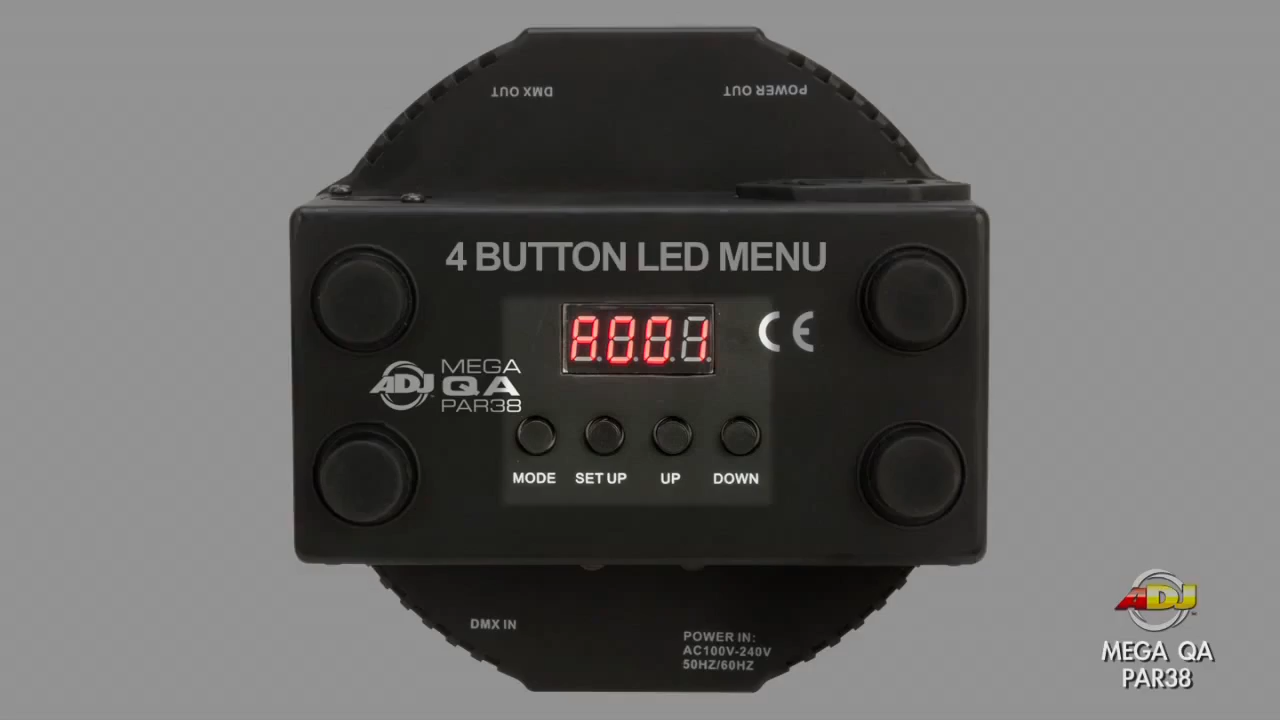 DMX OUT
POWER OUT
4 BUTTON LED MENU
A001
CE
ADJ
MEGA
QA
PAR38
MODE SET UP UP DOWN
DMX IN
POWER IN:
AC100V-240V
50HZ/60HZ
ADJ
MEGA QA
PAR38